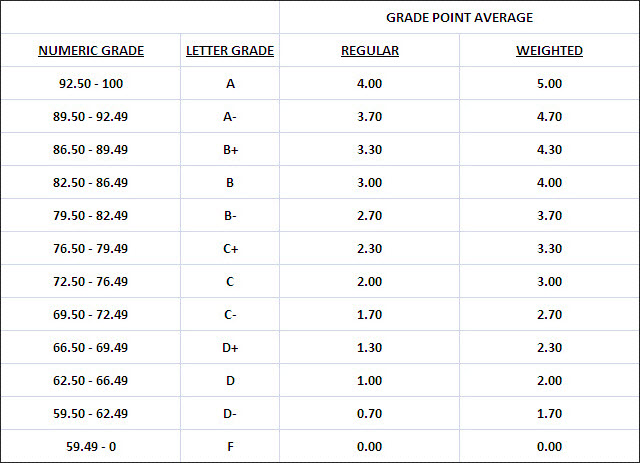 GRADE POINT AVERAGE
NUMERIC GRADE LETTER GRADE REGULAR WEIGHTED
92.50 - 100 A 4.00 5.00
89.50 - 92.49 A- 3.70 4.70
86.50 - 89.49 B+ 3.30 4.30
82.50 - 86.49 B 3.00 4.00
79.50 - 82.49 B- 2.70 3.70
76.50 - 79.49 C+ 2.30 3.30
72.50 - 76.49 C 2.00 3.00
69.50 - 72.49 C- 1.70 2.70
66.50 - 69.49 D+ 1.30 2.30
62.50 - 66.49 D 1.00 2.00
59.50 - 62.49 D- 0.70 1.70
59.49 - 0 F 0.00 0.00